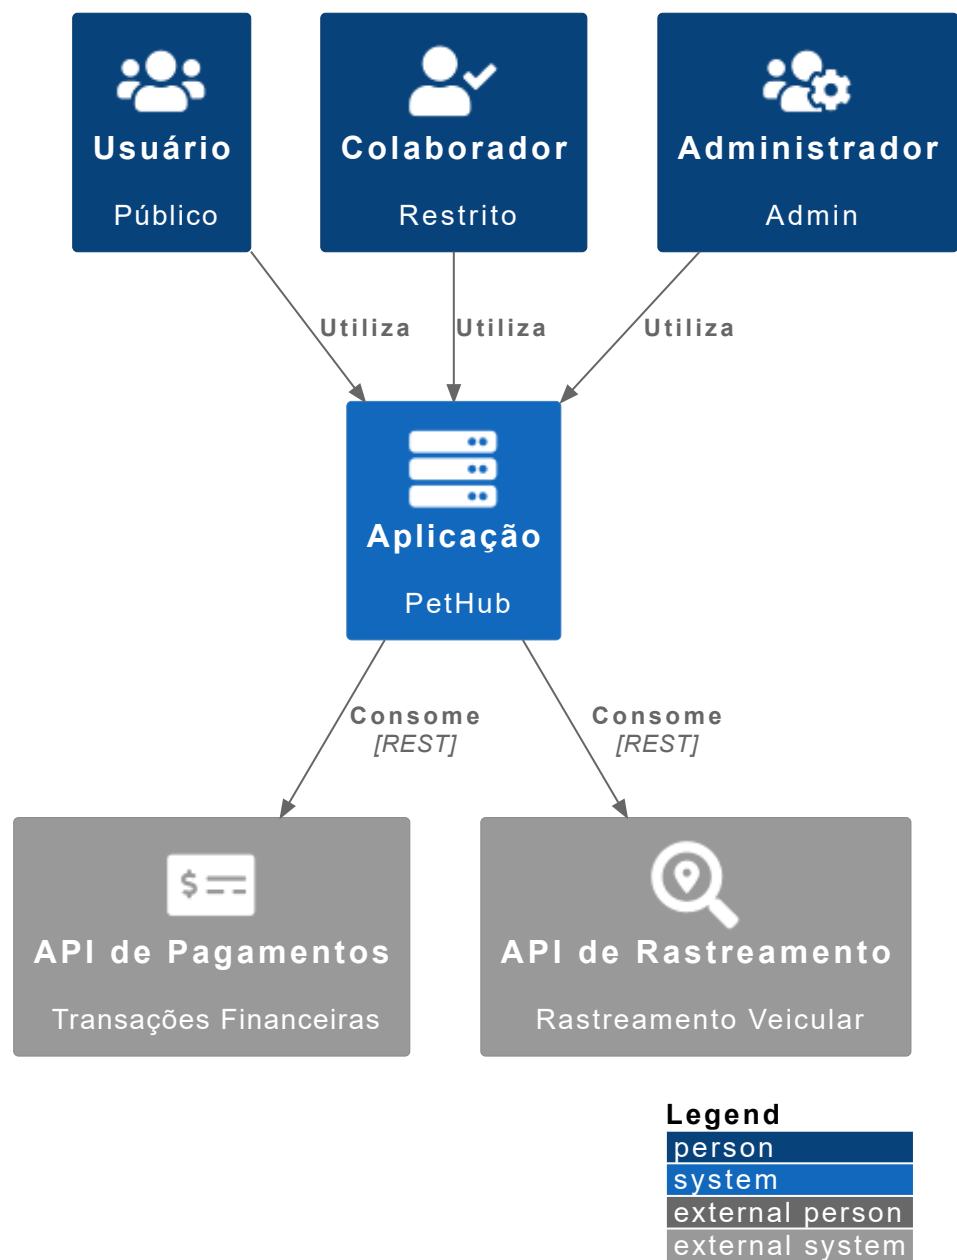 Usuário
Público
Colaborador
Restrito
Administrador
Admin
Utiliza
Utiliza
Utiliza
Aplicação
PetHub
Consome
[REST]
Consome
[REST]
$
API de Pagamentos
Transações Financeiras
API de Rastreamento
Rastreamento Veicular
Legend
person
system
external person
external system